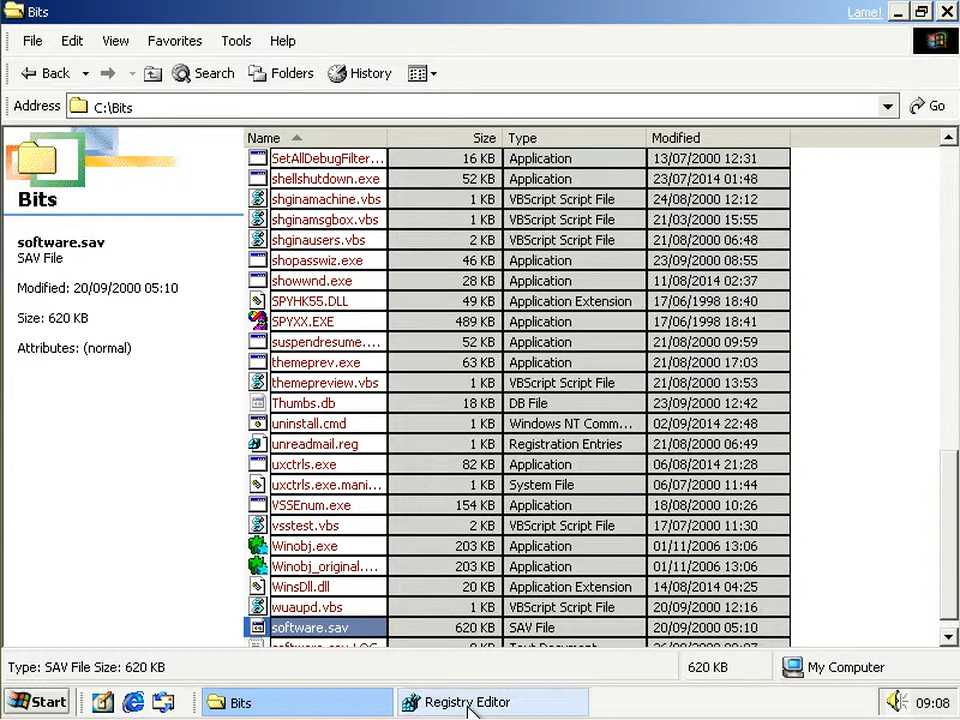 Bits
Lame!
File Edit View Favorites Tools Help
Back Search Folders History
Address C:\Bits Go
Name Size Type Modified
SetAllDebugFilter... 16 KB Application 13/07/2000 12:31
shellshutdown.exe 52 KB Application 23/07/2014 01:48
shginamachine.vbs 1 KB VBScript Script File 24/08/2000 12:12
shginamsgbox.vbs 1 KB VBScript Script File 21/03/2000 15:55
shginausers.vbs 2 KB VBScript Script File 21/08/2000 06:48
shopasswiz.exe 46 KB Application 23/09/2000 08:55
showwnd.exe 28 KB Application 11/08/2014 02:37
SPYHK55.DLL 49 KB Application Extension 17/06/1998 18:40
SPYXX.EXE 489 KB Application 17/06/1998 18:41
suspendresume.... 52 KB Application 21/08/2000 09:59
themeprev.exe 63 KB Application 21/08/2000 17:03
themepreview.vbs 1 KB VBScript Script File 21/08/2000 13:53
Thumbs.db 18 KB DB File 23/09/2000 12:42
uninstall.cmd 1 KB Windows NT Comm... 02/09/2014 22:48
unreadmail.reg 1 KB Registration Entries 21/08/2000 06:49
uxctrls.exe 82 KB Application 06/08/2014 21:28
uxctrls.exe.mani... 1 KB System File 06/07/2000 11:44
VSSEnum.exe 154 KB Application 18/08/2000 10:26
vsstest.vbs 2 KB VBScript Script File 17/07/2000 11:30
Winobj.exe 203 KB Application 01/11/2006 13:06
Winobj_original.... 203 KB Application 01/11/2006 13:06
WinsDll.dll 20 KB Application Extension 14/08/2014 04:25
wuaupd.vbs 1 KB VBScript Script File 20/09/2000 12:16
software.sav 620 KB SAV File 20/09/2000 05:10
Bits
software.sav
SAV File
Modified: 20/09/2000 05:10
Size: 620 KB
Attributes: (normal)
Type: SAV File Size: 620 KB 620 KB My Computer
Start Bits Registry Editor 09:08